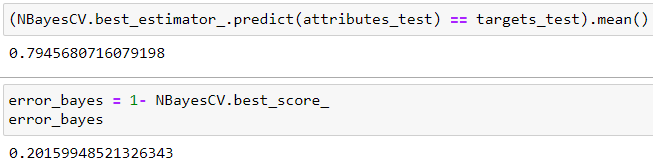 (NBayesCV.best_estimator_.predict(attributes_test) == targets_test).mean()
0.7945680716079198
error_bayes = 1- NBayesCV.best_score_
error_bayes
0.20159948521326343